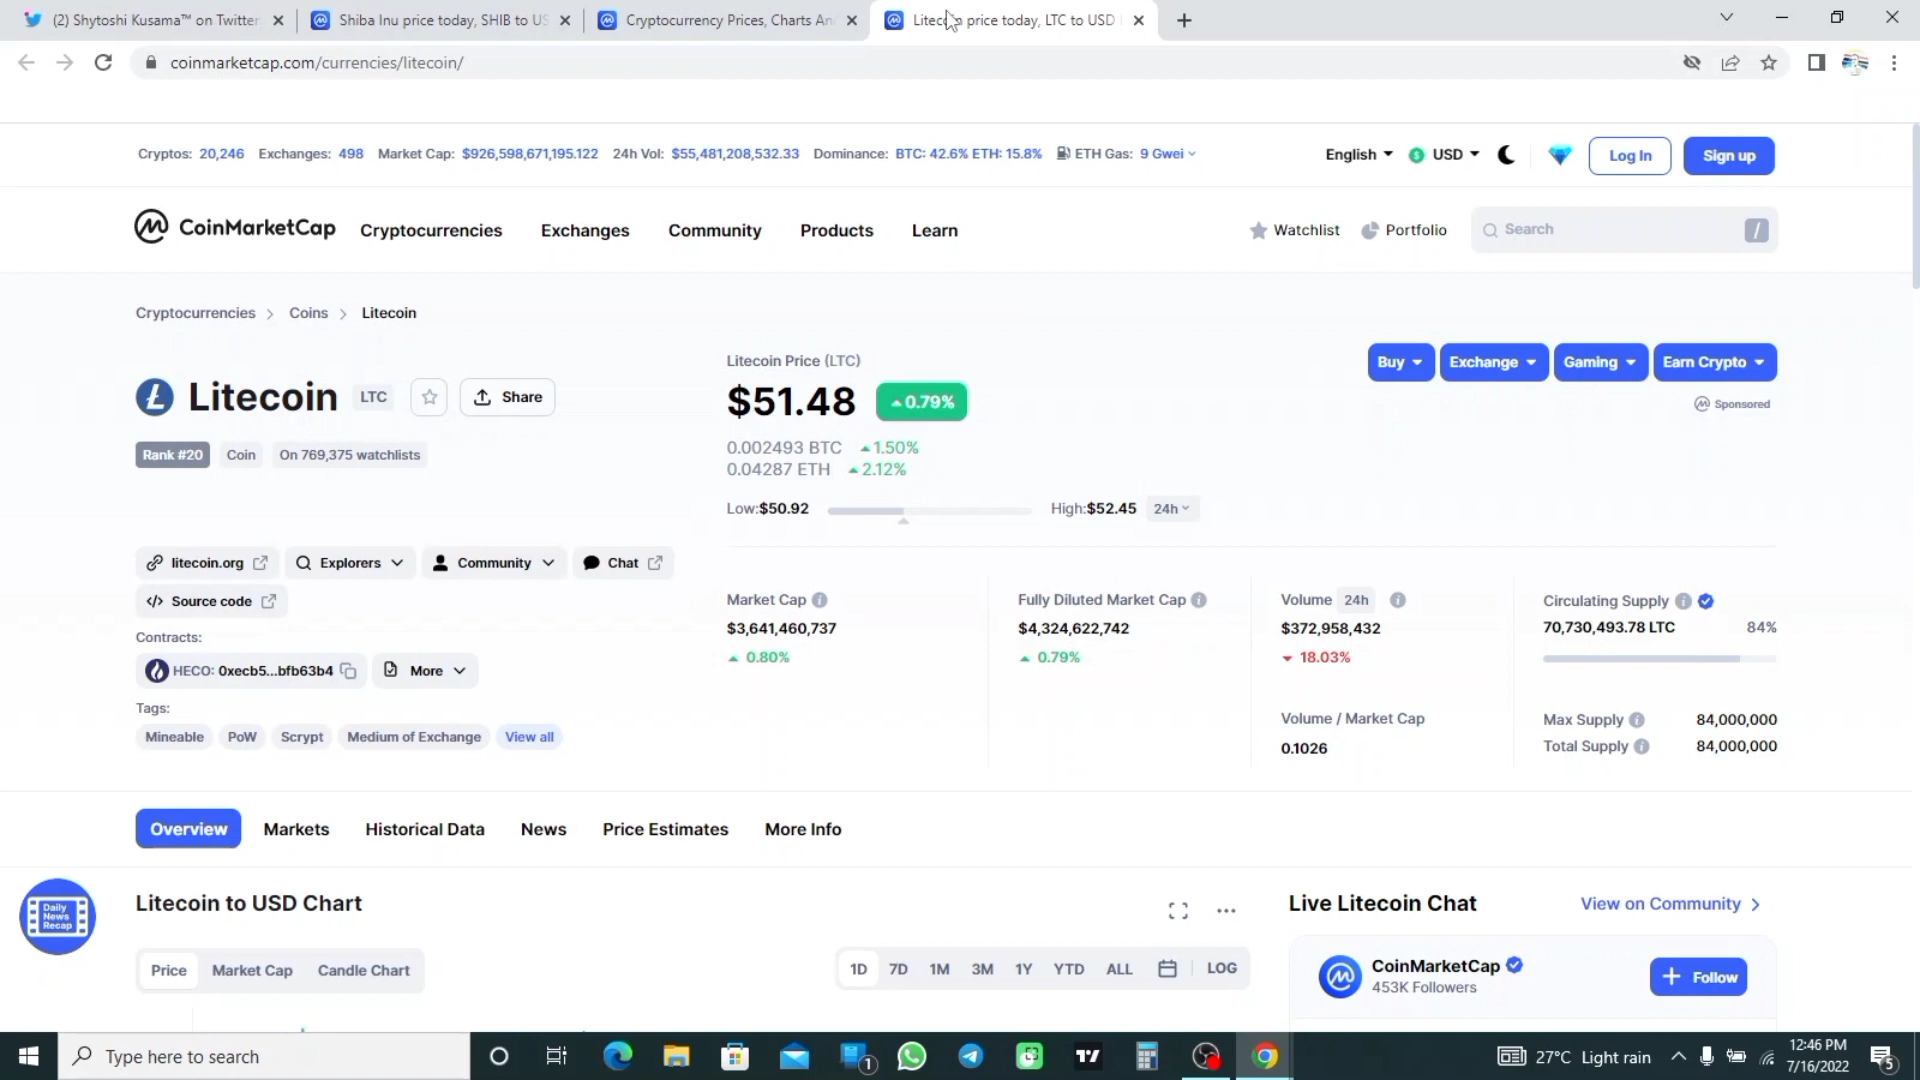 (2) Shytoshi Kusama™ on Twitter
Shiba Inu price today, SHIB to US
Cryptocurrency Prices, Charts An
Litecoin price today, LTC to USD
coinmarketcap.com/currencies/litecoin/
Cryptos: 20,246 Exchanges: 498 Market Cap: $926,598,671,195.122 24h Vol: $55,481,208,532.33 Dominance: BTC: 42.6% ETH: 15.8% ETH Gas: 9 Gwei
English USD Log In Sign up
CoinMarketCap Cryptocurrencies Exchanges Community Products Learn
Watchlist Portfolio Search /
Cryptocurrencies > Coins > Litecoin
Litecoin LTC Share
Rank #20 Coin On 769,375 watchlists
Litecoin Price (LTC)
$51.48 0.79%
0.002493 BTC 1.50%
0.04287 ETH 2.12%
Low:$50.92 High:$52.45 24h
Buy Exchange Gaming Earn Crypto
Sponsored
litecoin.org Explorers Community Chat
Source code
Contracts:
HECO: 0xecb5...bfb63b4 More
Tags:
Mineable PoW Scrypt Medium of Exchange View all
Market Cap
$3,641,460,737
0.80%
Fully Diluted Market Cap
$4,324,622,742
0.79%
Volume 24h
$372,958,432
18.03%
Volume / Market Cap
0.1026
Circulating Supply
70,730,493.78 LTC 84%
Max Supply 84,000,000
Total Supply 84,000,000
Overview Markets Historical Data News Price Estimates More Info
Daily
News
Recap
Litecoin to USD Chart
Price Market Cap Candle Chart
1D 7D 1M 3M 1Y YTD ALL LOG
Live Litecoin Chat View on Community >
CoinMarketCap
453K Followers
+ Follow
Type here to search
1
27°C Light rain
12:46 PM
7/16/2022
5